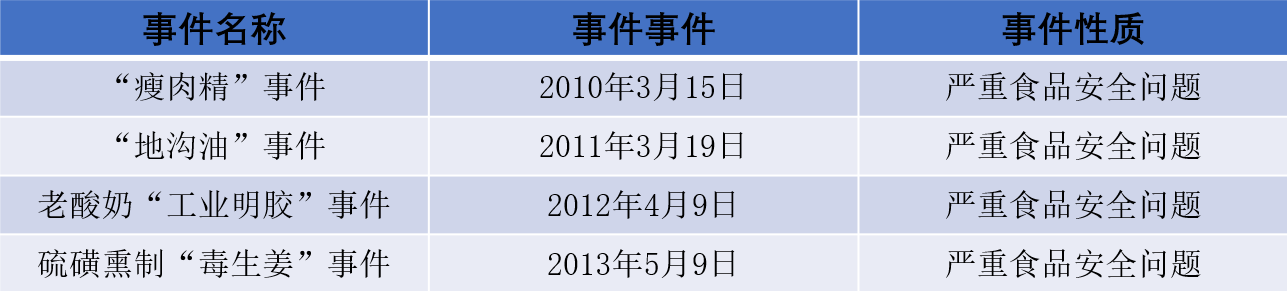 事件名称 事件事件 事件性质
“瘦肉精”事件 2010年3月15日 严重食品安全问题
“地沟油”事件 2011年3月19日 严重食品安全问题
老酸奶“工业明胶”事件 2012年4月9日 严重食品安全问题
硫磺熏制“毒生姜”事件 2013年5月9日 严重食品安全问题